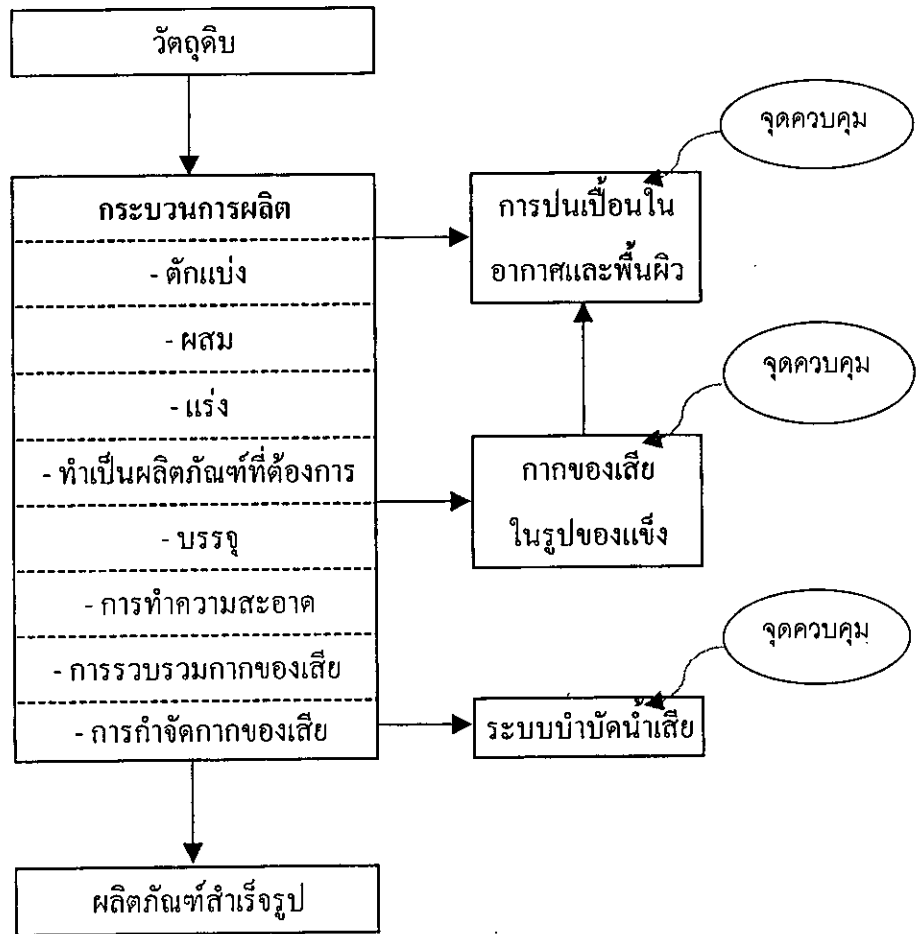 วัตถุดิบ
จุดควบคุม
กระบวนการผลิต
- ตักแบ่ง
- ผสม
- แร่ง
- ทำเป็นผลิตภัณฑ์ที่ต้องการ
- บรรจุ
- การทำความสะอาด
- การรวบรวมกากของเสีย
- การกำจัดกากของเสีย
การปนเปื้อนใน
อากาศและพื้นผิว
จุดควบคุม
กากของเสีย
ในรูปของแข็ง
จุดควบคุม
ระบบบำบัดน้ำเสีย
ผลิตภัณฑ์สำเร็จรูป